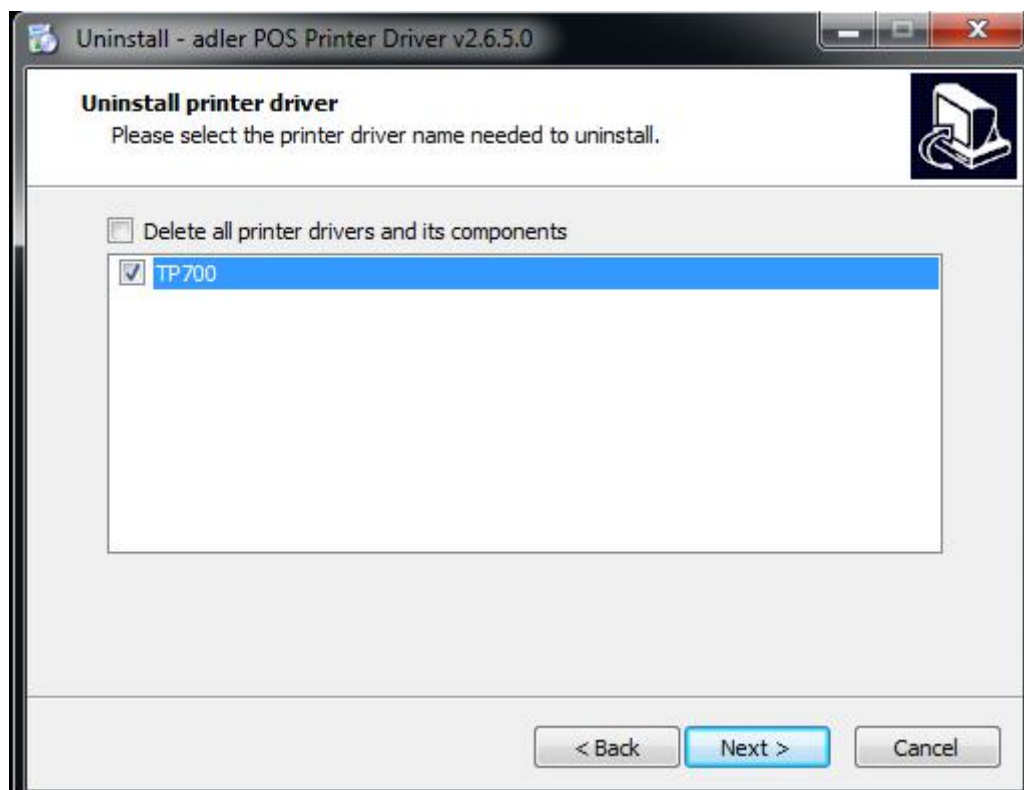 Uninstall - adler POS Printer Driver v2.6.5.0
Uninstall printer driver
Please select the printer driver name needed to uninstall.
Delete all printer drivers and its components
TP700
< Back
Next >
Cancel